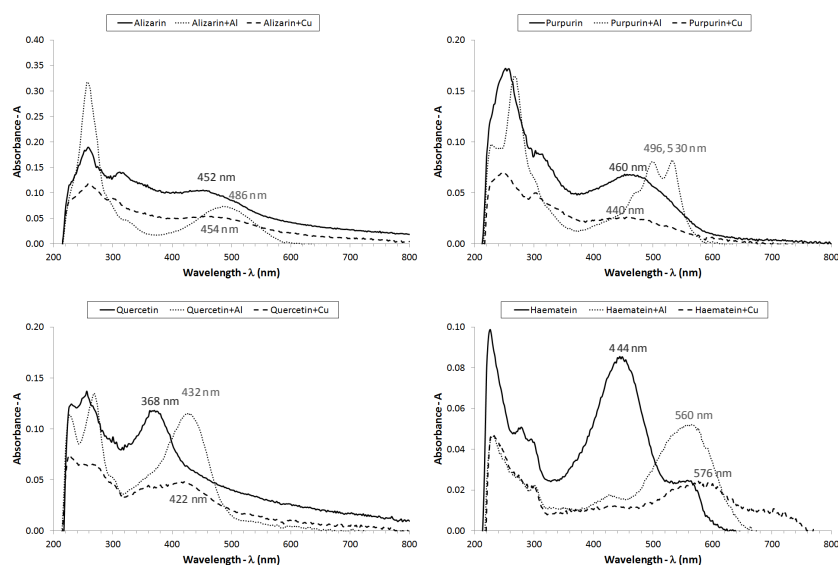 Alizarin Alizarin+Al Alizarin+Cu
0.40
0.35
0.30
0.25
0.20
0.15
0.10
0.05
0.00
Absorbance - A
452 nm
486 nm
454 nm
200 300 400 500 600 700 800
Wavelength - λ (nm)
Purpurin Purpurin+Al Purpurin+Cu
0.20
0.15
0.10
0.05
0.00
Absorbance - A
496, 530 nm
460 nm
440 nm
200 300 400 500 600 700 800
Wavelength - λ (nm)
Quercetin Quercetin+Al Quercetin+Cu
0.20
0.15
0.10
0.05
0.00
Absorbance - A
432 nm
368 nm
422 nm
200 300 400 500 600 700 800
Wavelength - λ (nm)
Haematein Haematein+Al Haematein+Cu
0.10
0.08
0.06
0.04
0.02
0.00
Absorbance - A
444 nm
560 nm
576 nm
200 300 400 500 600 700 800
Wavelength - λ (nm)